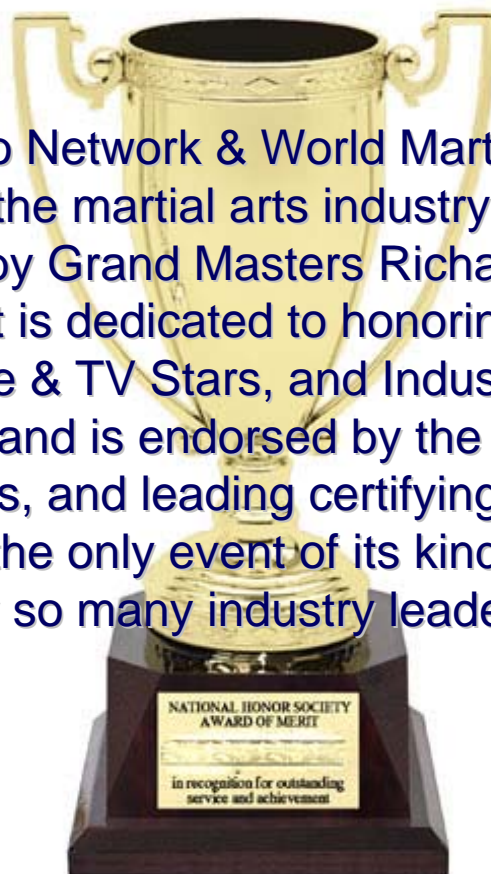 o Network & World Mart
the martial arts industry
by Grand Masters Richa
t is dedicated to honorin
e & TV Stars, and Indus
and is endorsed by the
s, and leading certifying
he only event of its kind
so many industry leade
NATIONAL HONOR SOCIETY
AWARD OF MERIT
in recognition for outstanding
service and achievement